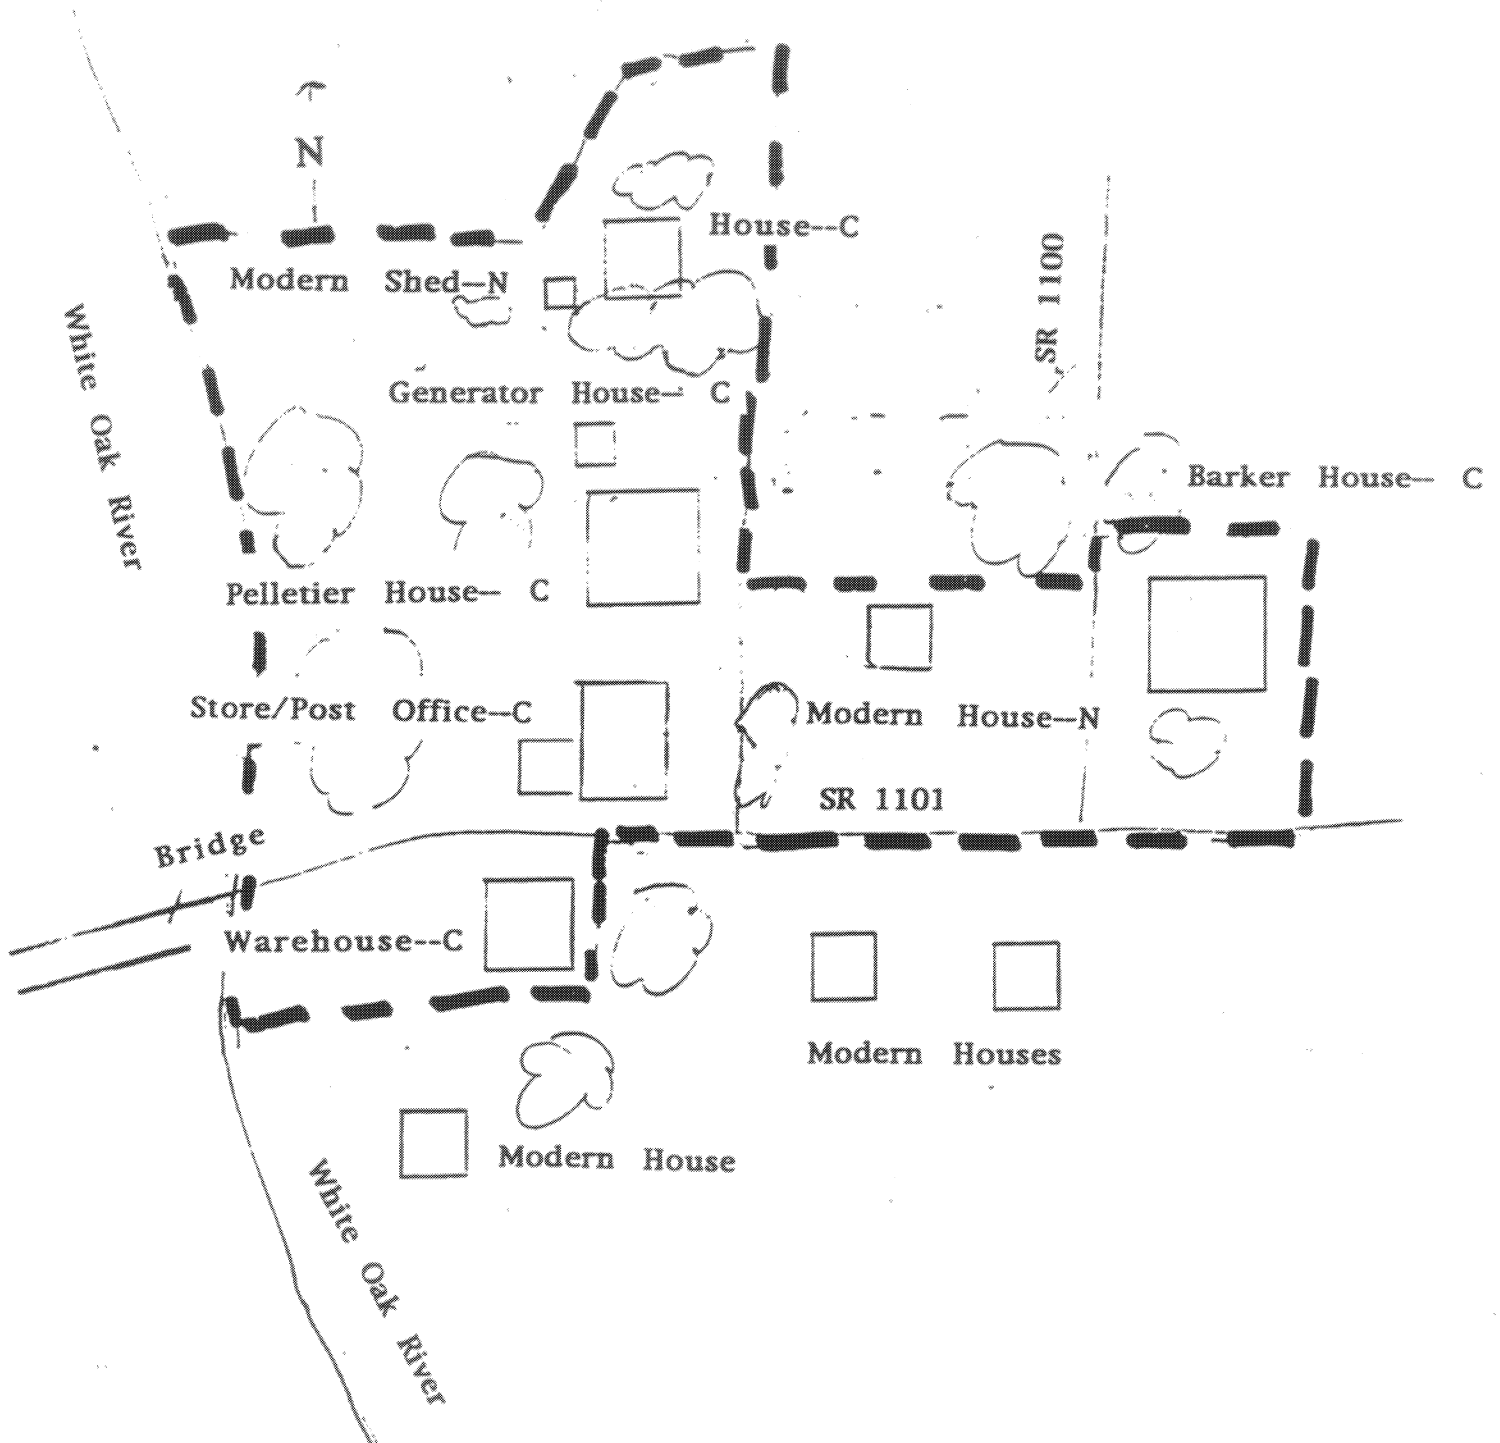 N
House--C
Modern Shed--N
SR 1100
White Oak River
Generator House-- C
Barker House-- C
Pelletier House-- C
Store/Post Office--C
Modern House--N
SR 1101
Bridge
Warehouse--C
Modern Houses
Modern House
White Oak River